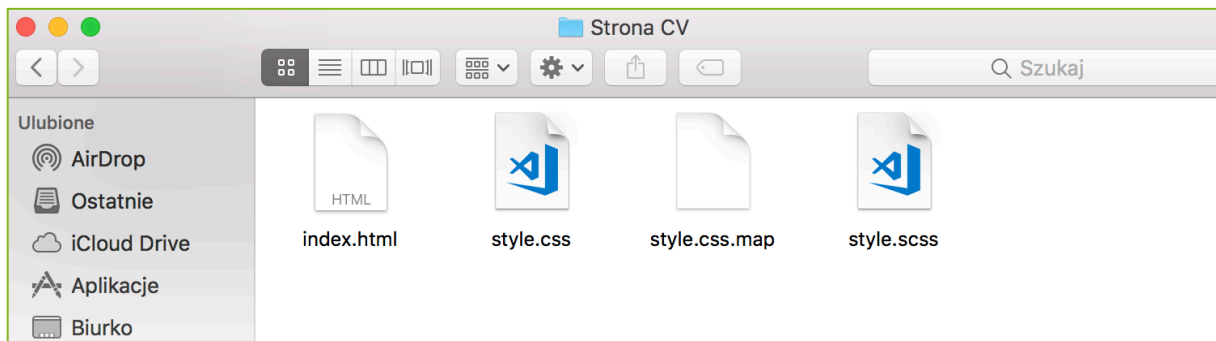 Strona CV
Szukaj
Ulubione
AirDrop
Ostatnie
iCloud Drive
Aplikacje
Biurko
HTML
index.html
style.css
style.css.map
style.scss